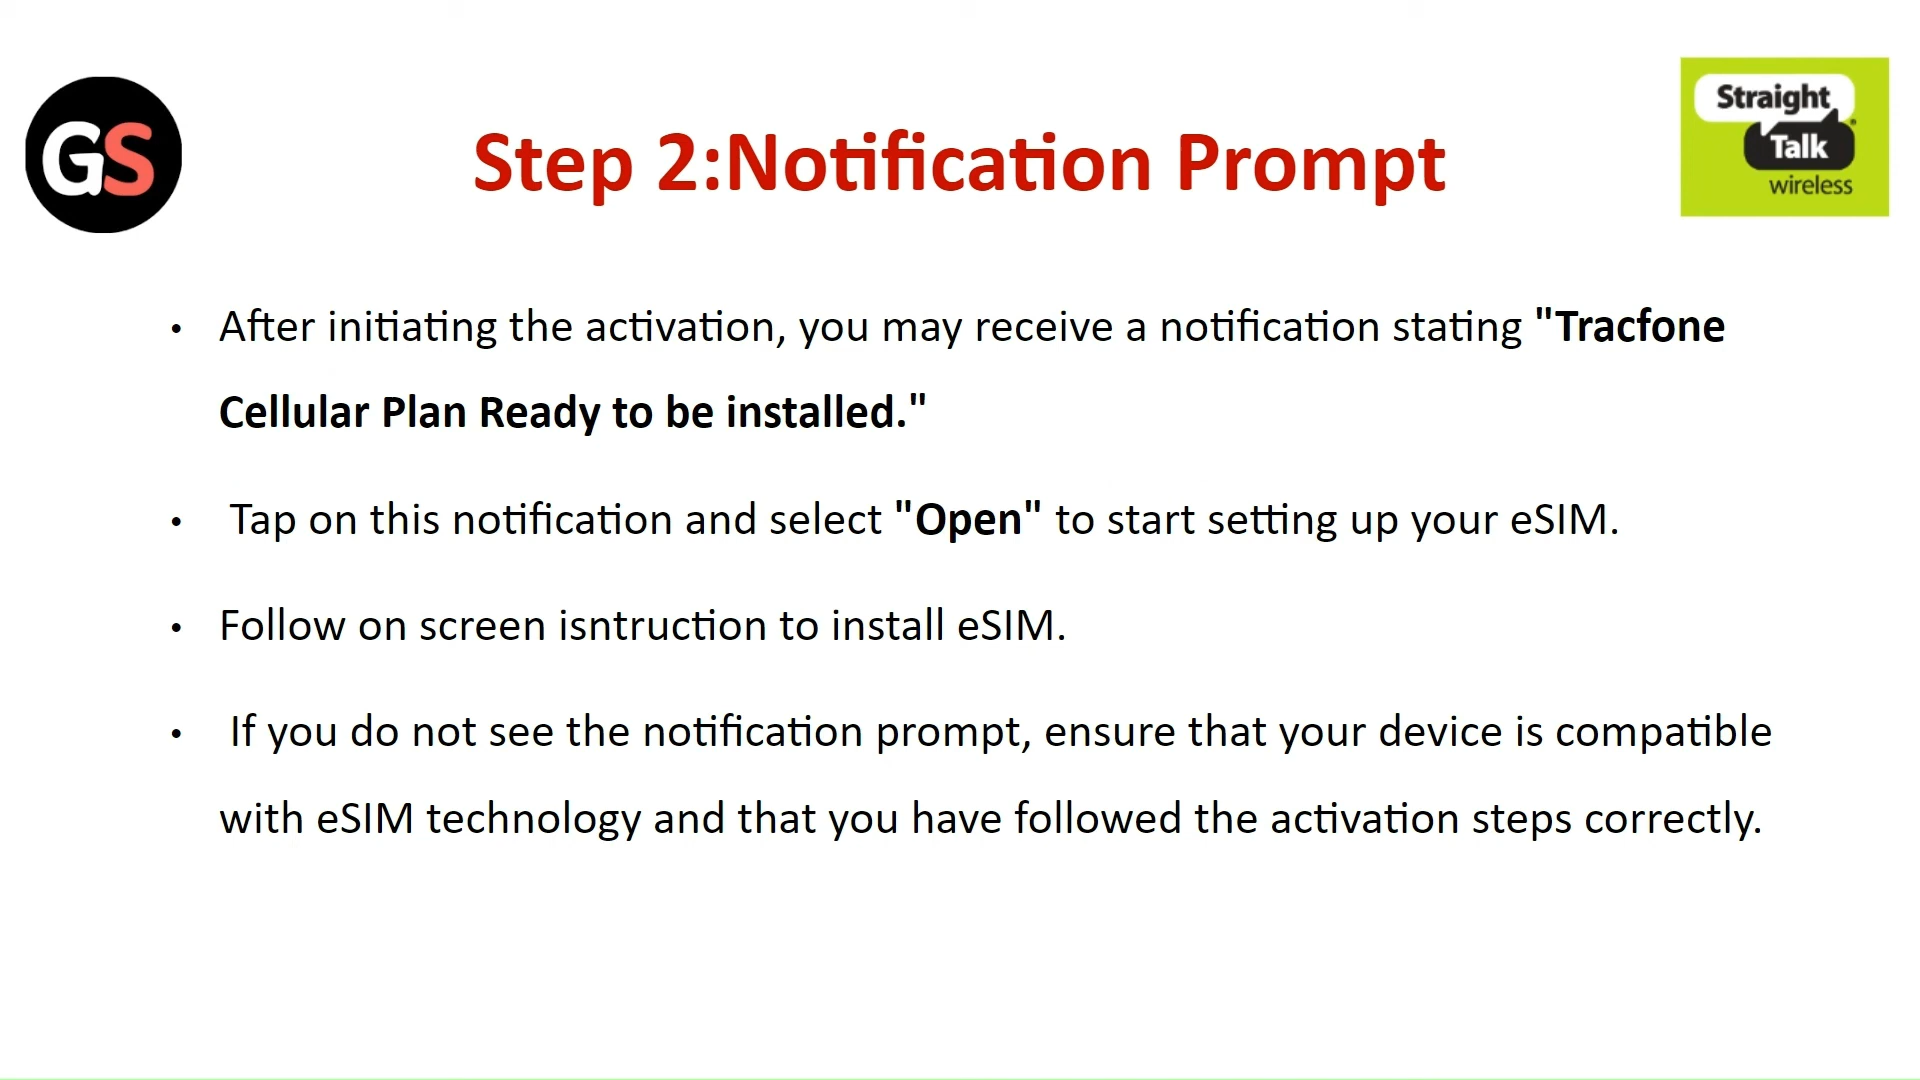 GS
Straight
Talk
wireless
Step 2:Notification Prompt
• After initiating the activation, you may receive a notification stating "Tracfone
Cellular Plan Ready to be installed."
• Tap on this notification and select "Open" to start setting up your eSIM.
• Follow on screen isntruction to install eSIM.
• If you do not see the notification prompt, ensure that your device is compatible
with eSIM technology and that you have followed the activation steps correctly.